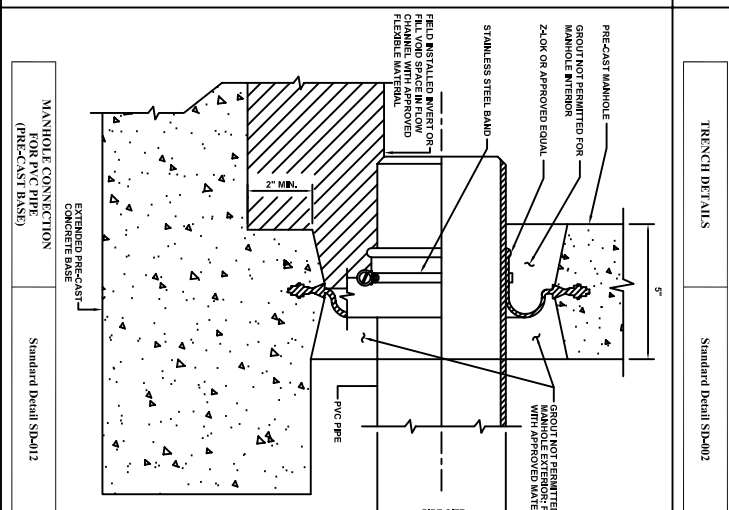 TRENCH DETAILS
Standard Detail SD-002
PRE-CAST MANHOLE
GROUT NOT PERMITTED FOR
MANHOLE INTERIOR
Z-LOK OR APPROVED EQUAL
STAINLESS STEEL BAND
FIELD INSTALLED INVERT OR
FILL VOID SPACE IN FLOW
CHANNEL WITH APPROVED
FLEXIBLE MATERIAL
5"
2" MIN.
GROUT NOT PERMITTED
MANHOLE EXTERIOR;
WITH APPROVED
PVC PIPE
EXTENDED PRE-CAST
CONCRETE BASE
MANHOLE CONNECTION
FOR PVC PIPE
(PRE-CAST BASE)
Standard Detail SD-012